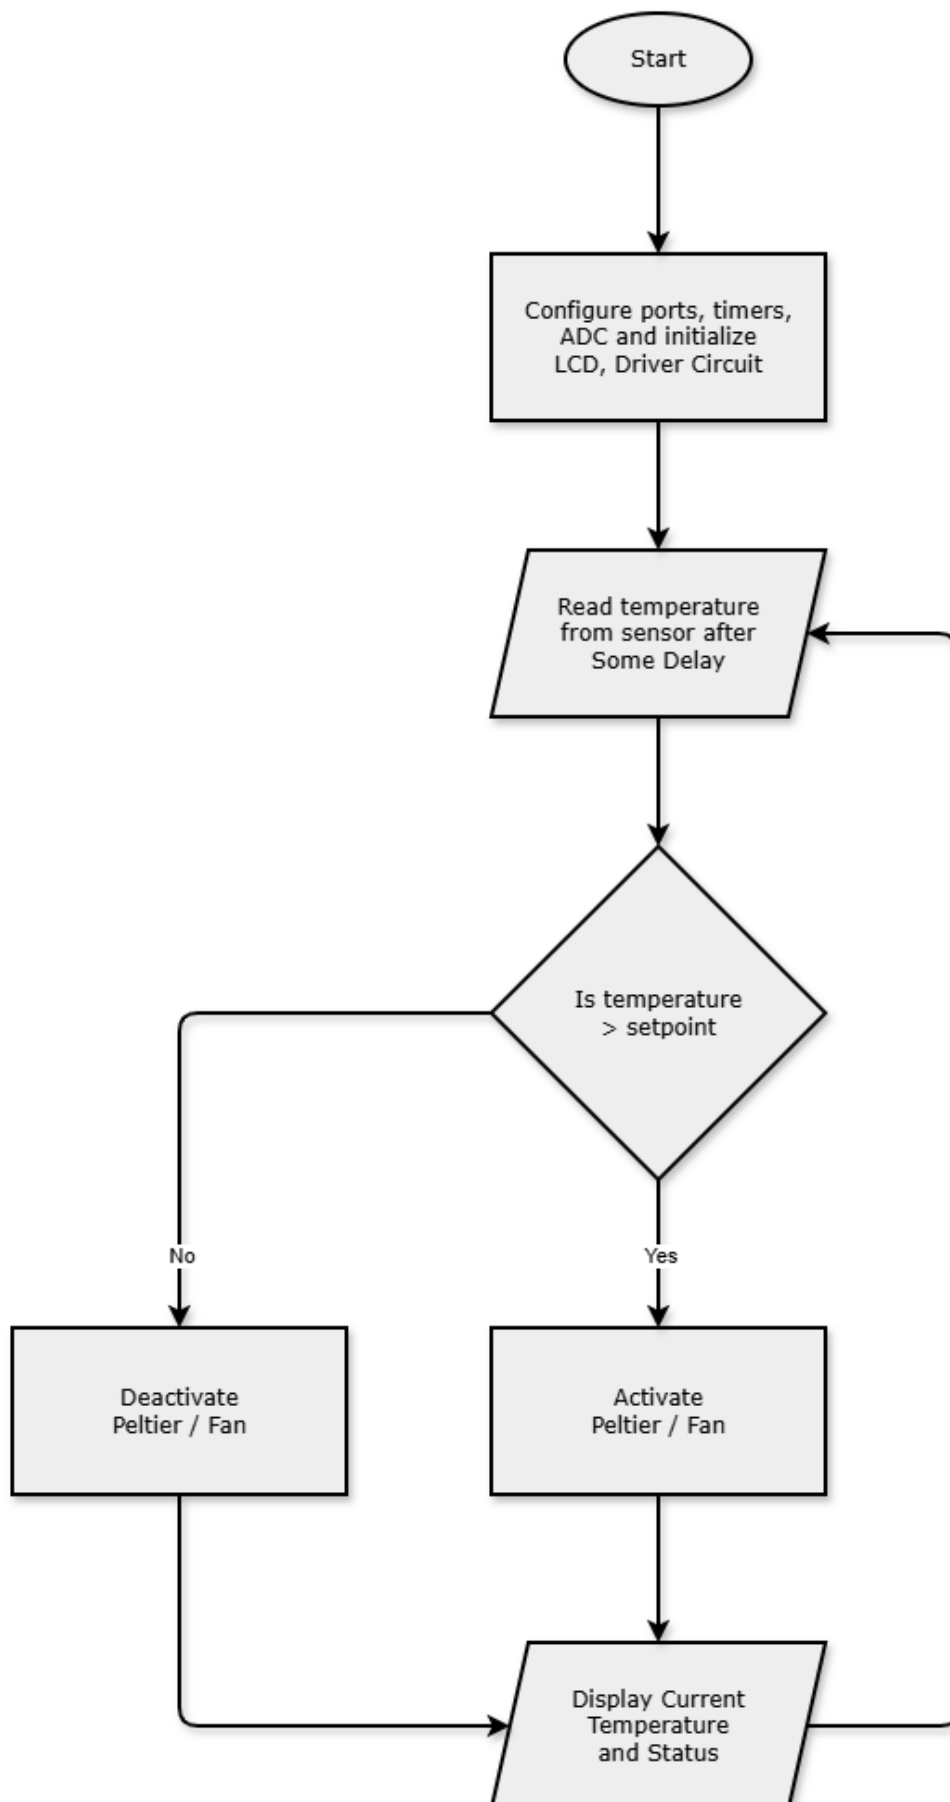 Start
Configure ports, timers,
ADC and initialize
LCD, Driver Circuit
Read temperature
from sensor after
Some Delay
Is temperature
> setpoint
No
Yes
Deactivate
Peltier / Fan
Activate
Peltier / Fan
Display Current
Temperature
and Status